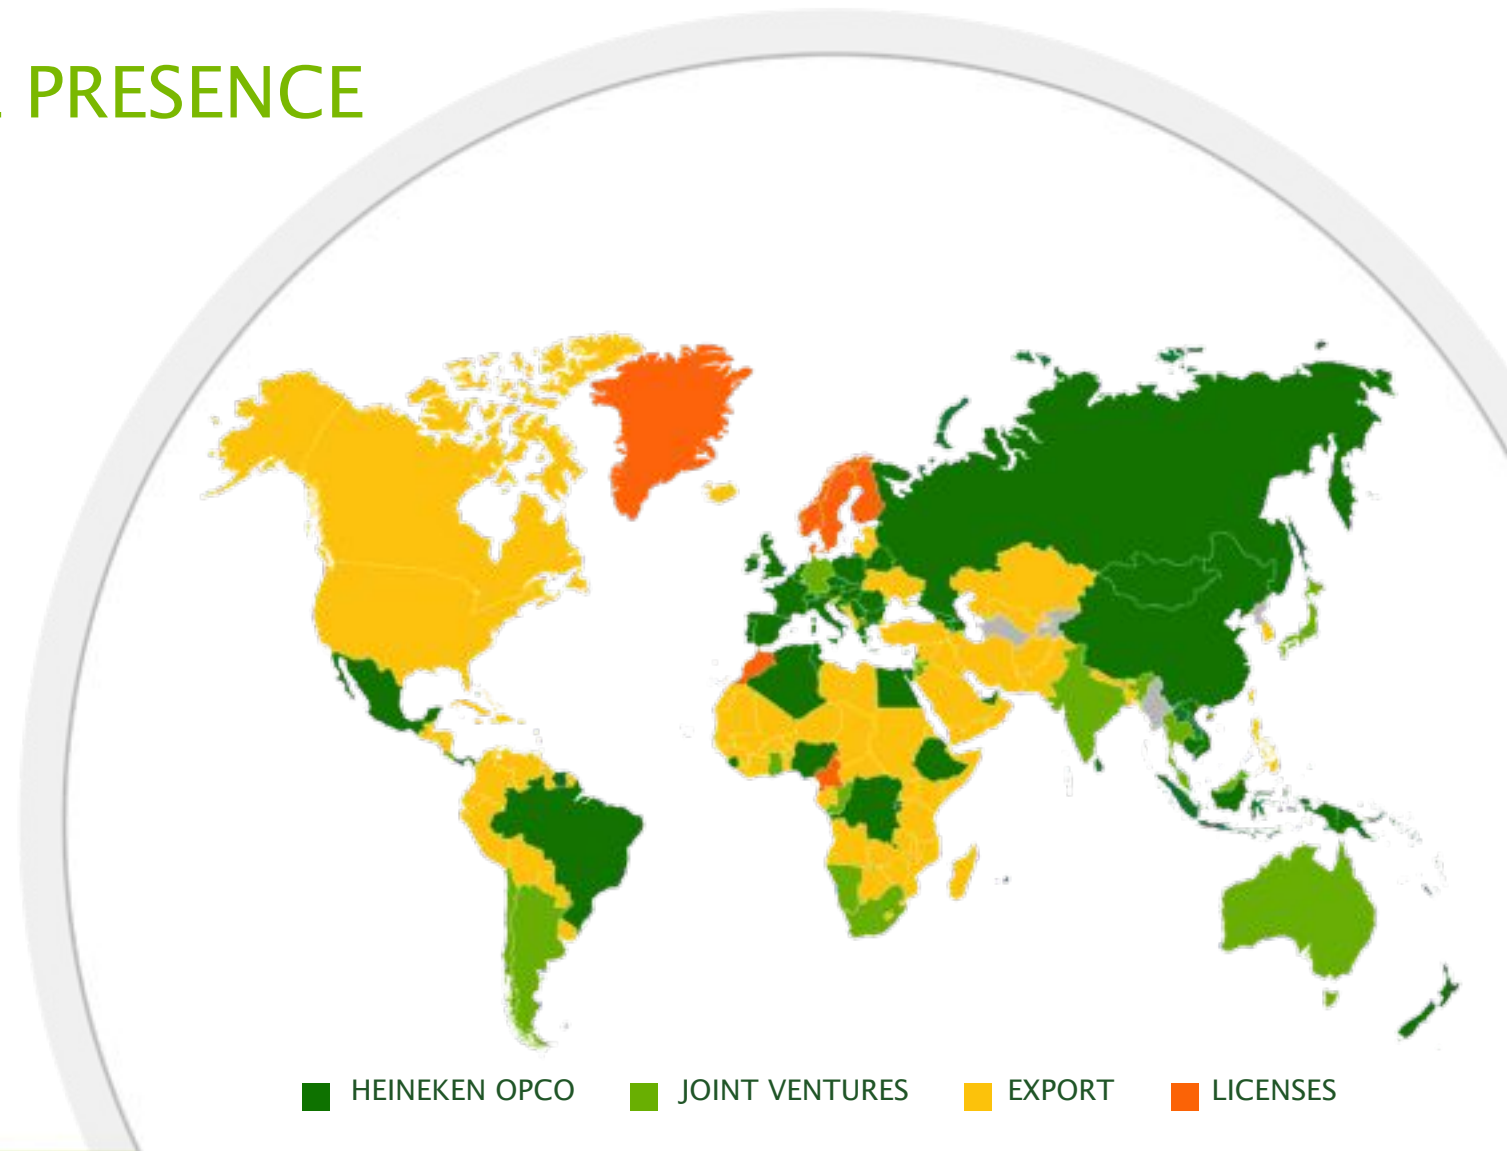 PRESENCE
HEINEKEN OPCO
JOINT VENTURES
EXPORT
LICENSES